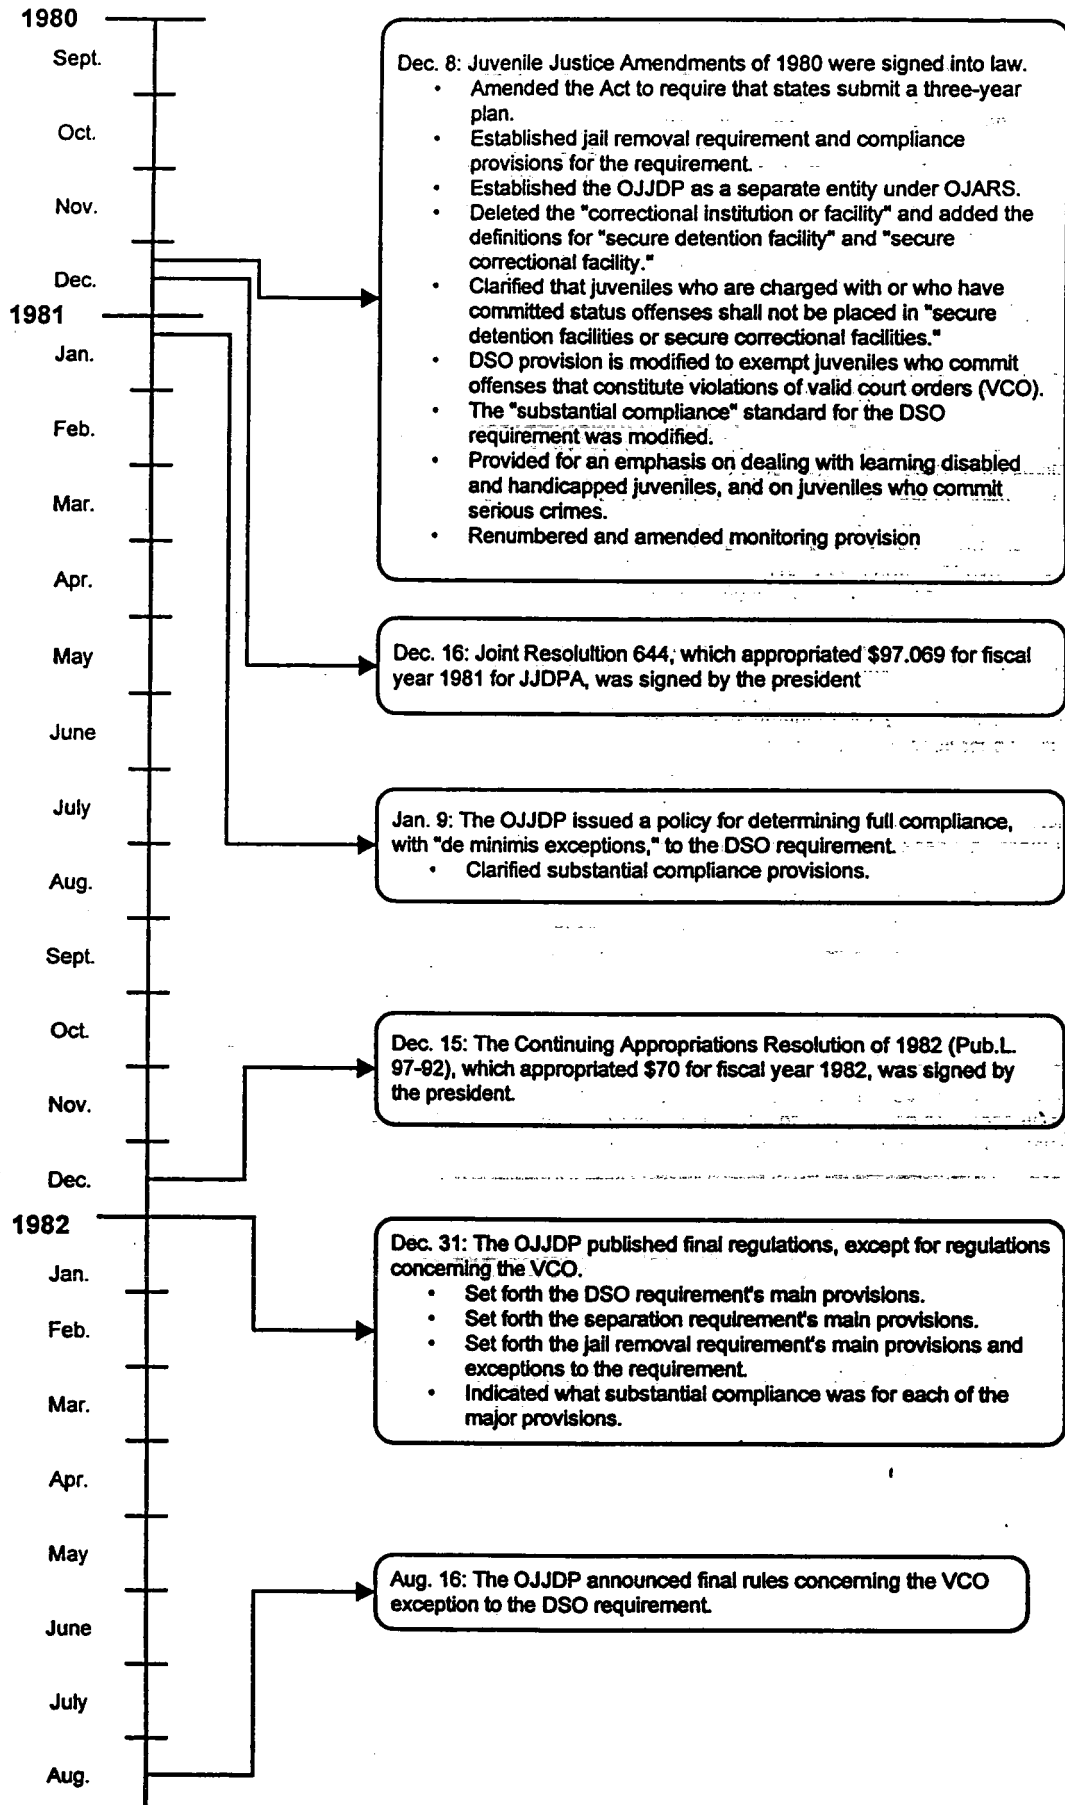 1980
Sept.
Oct.
Nov.
Dec.
1981
Jan.
Feb.
Mar.
Apr.
May
June
July
Aug.
Sept.
Oct.
Nov.
Dec.
1982
Jan.
Feb.
Mar.
Apr.
May
June
July
Aug.
Dec. 8: Juvenile Justice Amendments of 1980 were signed into law.
• Amended the Act to require that states submit a three-year
plan.
• Established jail removal requirement and compliance
provisions for the requirement.
• Established the OJJDP as a separate entity under OJARS.
• Deleted the "correctional institution or facility" and added the
definitions for "secure detention facility" and "secure
correctional facility."
• Clarified that juveniles who are charged with or who have
committed status offenses shall not be placed in "secure
detention facilities or secure correctional facilities."
• DSO provision is modified to exempt juveniles who commit
offenses that constitute violations of valid court orders (VCO).
• The "substantial compliance" standard for the DSO
requirement was modified.
• Provided for an emphasis on dealing with learning disabled
and handicapped juveniles, and on juveniles who commit
serious crimes.
• Renumbered and amended monitoring provision
Dec. 16: Joint Resolultion 644, which appropriated $97.069 for fiscal
year 1981 for JJDPA, was signed by the president
Jan. 9: The OJJDP issued a policy for determining full compliance,
with "de minimis exceptions," to the DSO requirement.
• Clarified substantial compliance provisions.
Dec. 15: The Continuing Appropriations Resolution of 1982 (Pub.L.
97-92), which appropriated $70 for fiscal year 1982, was signed by
the president.
Dec. 31: The OJJDP published final regulations, except for regulations
concerning the VCO.
• Set forth the DSO requirement's main provisions.
• Set forth the separation requirement's main provisions.
• Set forth the jail removal requirement's main provisions and
exceptions to the requirement.
• Indicated what substantial compliance was for each of the
major provisions.
Aug. 16: The OJJDP announced final rules concerning the VCO
exception to the DSO requirement.